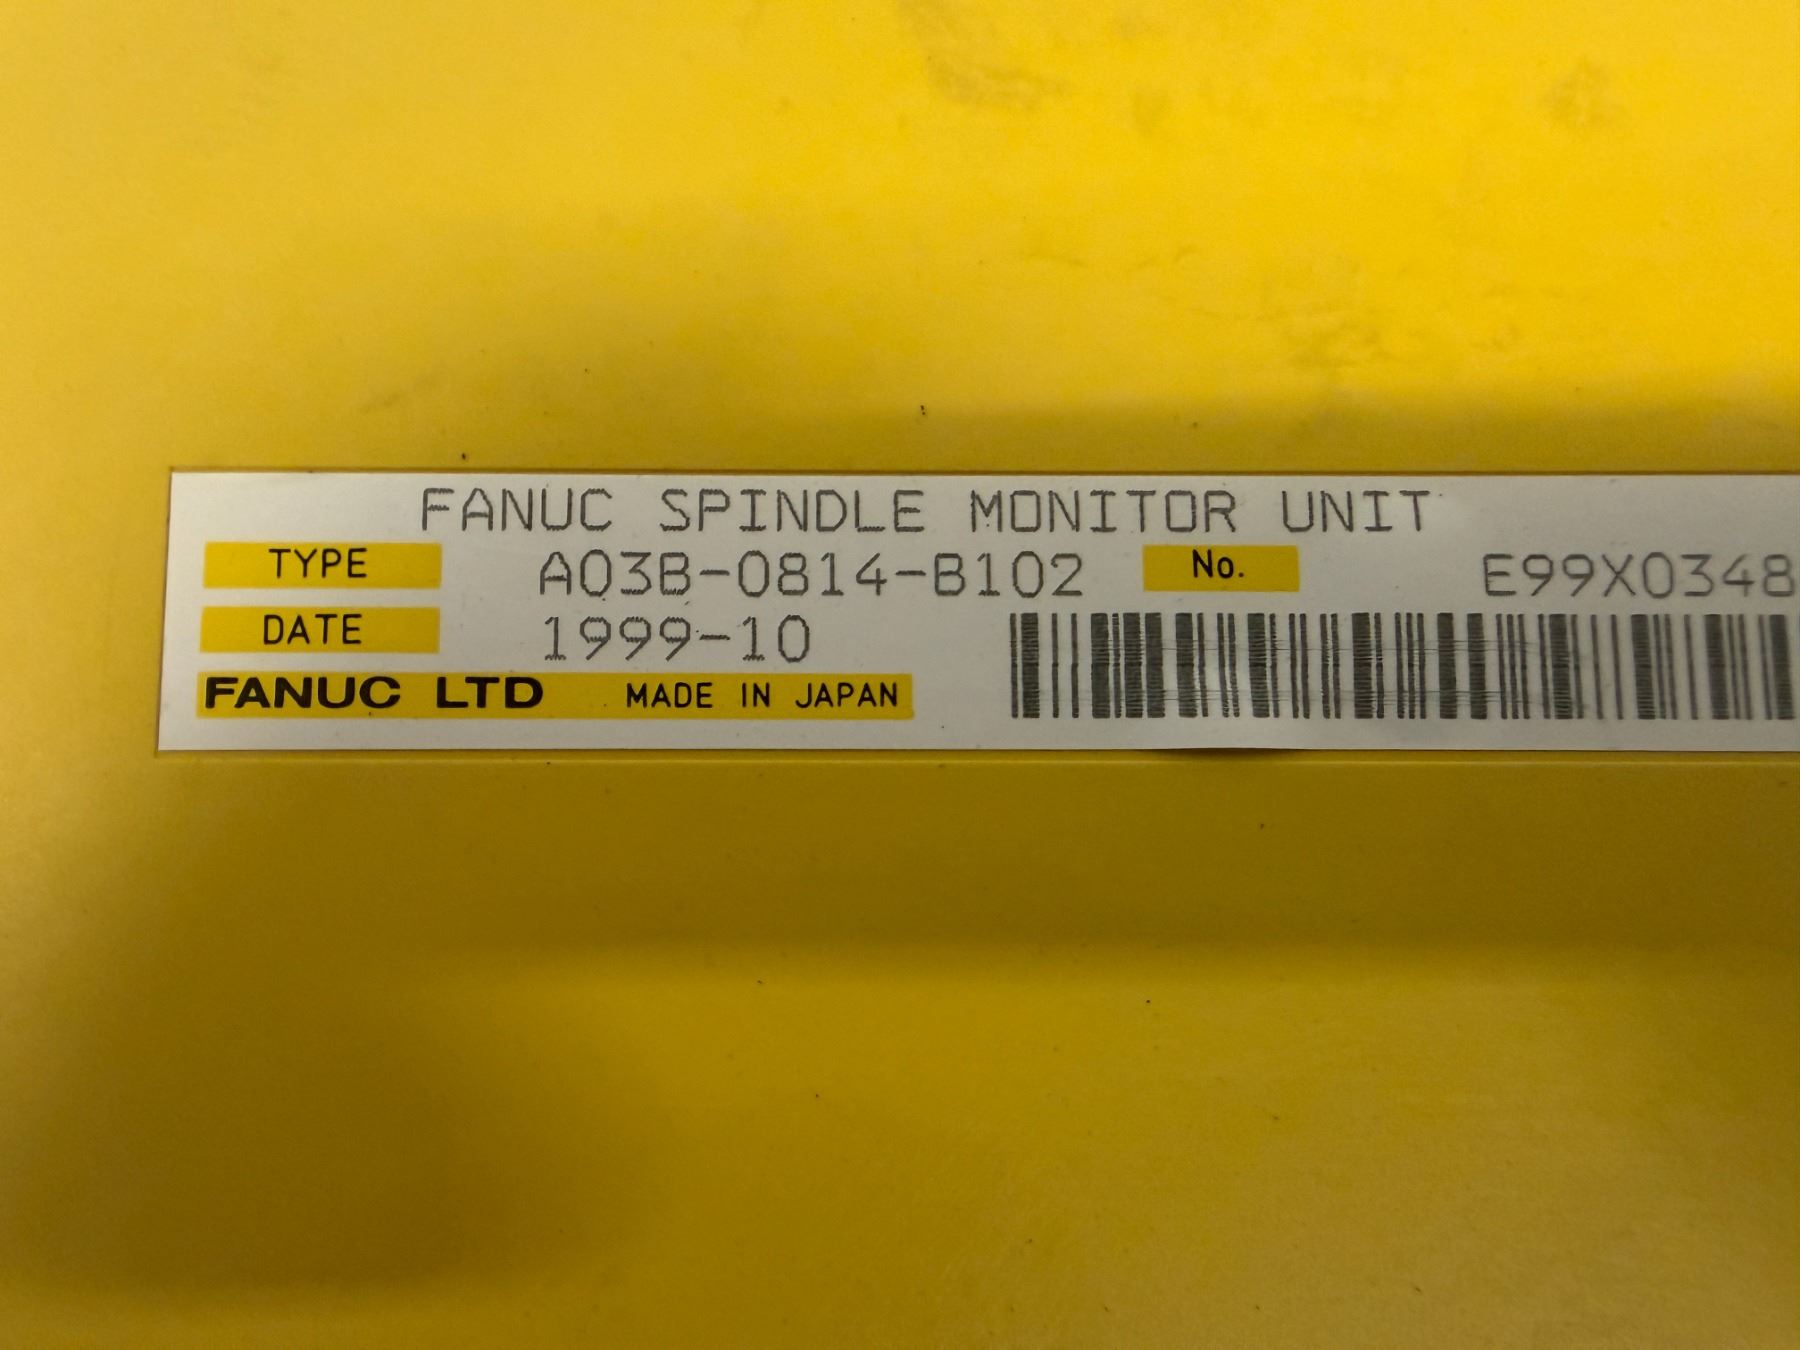 FANUC SPINDLE MONITOR UNIT
TYPE A03B-0814-B102 No. E99X0348
DATE 1999-10
FANUC LTD MADE IN JAPAN